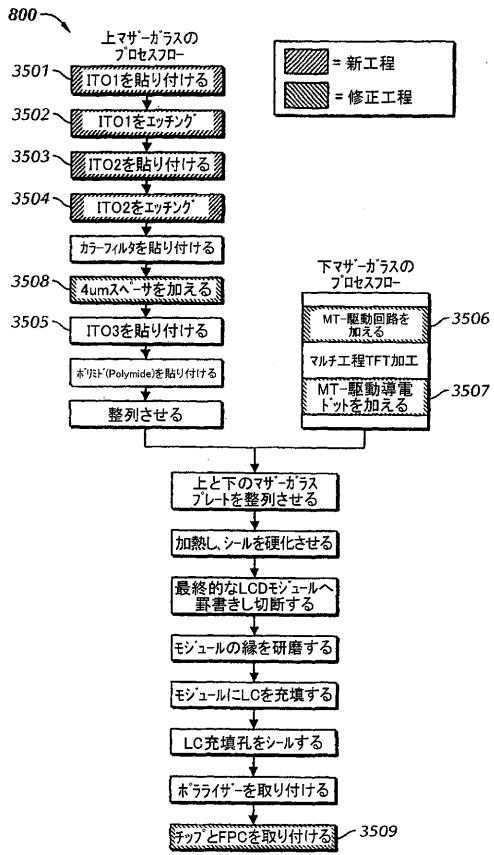 800
上マザーガラスの
プロセスフロー
3501
ITO1を貼り付ける
3502
ITO1をエッチング
3503
ITO2を貼り付ける
3504
ITO2をエッチング
カラーフィルタを貼り付ける
3508
4umスペーサを加える
3505
ITO3を貼り付ける
ポリミド(Polymide)を貼り付ける
整列させる
= 新工程
= 修正工程
下マザーガラスの
プロセスフロー
MT-駆動回路を
加える
3506
マルチ工程TFT加工
MT-駆動導電
ドットを加える
3507
上と下のマザーガラス
プレートを整列させる
加熱し、シールを硬化させる
最終的なLCDモジュールへ
罫書きし切断する
モジュールの縁を研磨する
モジュールにLCを充填する
LC充填孔をシールする
ポラライザーを取り付ける
チップとFPCを取り付ける
3509